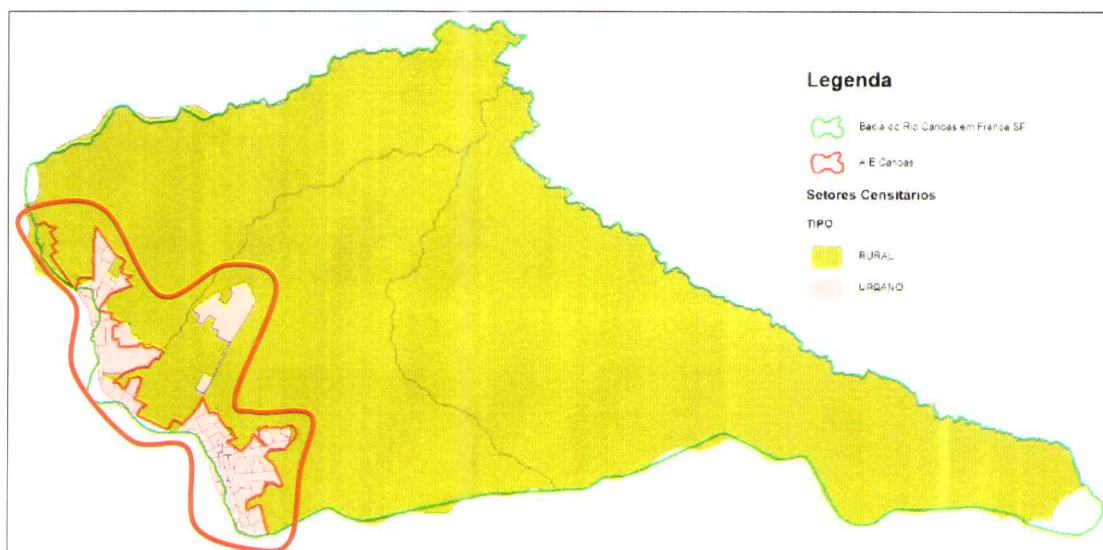 Legenda
Bacia do Rio Canoas em Franca SP
A.E Canoas
Setores Censitários
TIPO
RURAL
URBANO